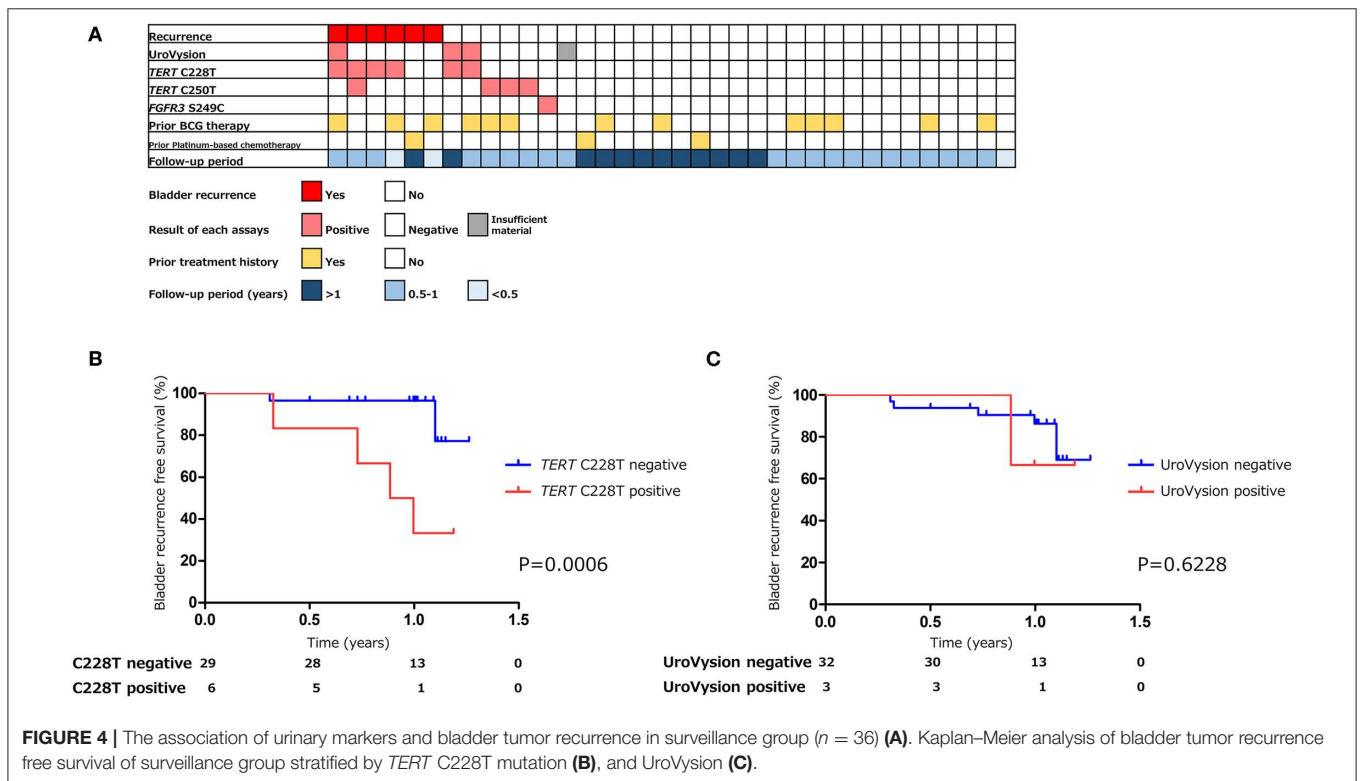 A
Recurrence
UroVysion
TERT C228T
TERT C250T
FGFR3 S249C
Prior BCG therapy
Prior Platinum-based chemotherapy
Follow-up period
Bladder recurrence Yes No
Result of each assays Positive Negative Insufficient material
Prior treatment history Yes No
Follow-up period (years) >1 0.5-1 <0.5
B
Bladder recurrence free survival (%)
100
80
60
40
20
0
0.0 0.5 1.0 1.5
Time (years)
TERT C228T negative
TERT C228T positive
P=0.0006
C228T negative 29 28 13 0
C228T positive 6 5 1 0
C
Bladder recurrence free survival (%)
100
80
60
40
20
0
0.0 0.5 1.0 1.5
Time (years)
UroVysion negative
UroVysion positive
P=0.6228
UroVysion negative 32 30 13 0
UroVysion positive 3 3 1 0
FIGURE 4 | The association of urinary markers and bladder tumor recurrence in surveillance group (n = 36) (A). Kaplan–Meier analysis of bladder tumor recurrence
free survival of surveillance group stratified by TERT C228T mutation (B), and UroVysion (C).